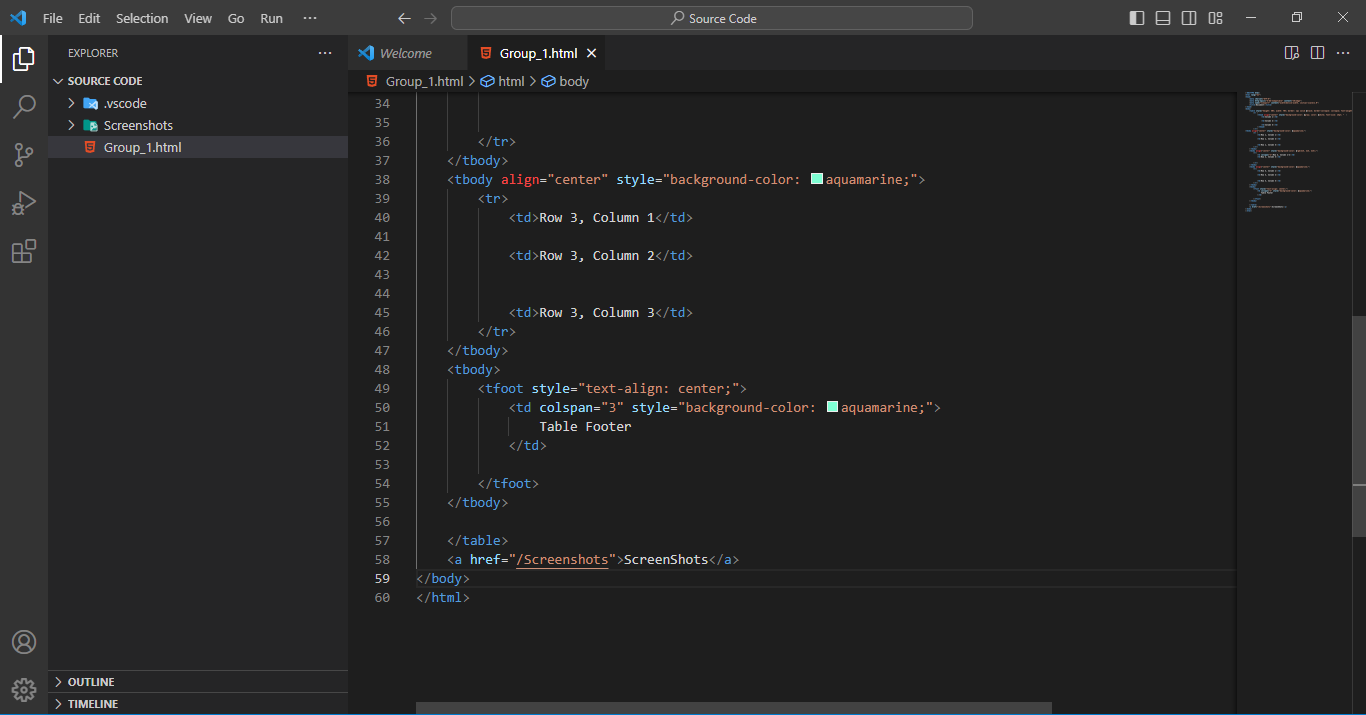 File Edit Selection View Go Run ···
Source Code
EXPLORER ···
SOURCE CODE
.vscode
Screenshots
Group_1.html
OUTLINE
TIMELINE
Welcome
Group_1.html
Group_1.html > html > body
34
35
36 </tr>
37 </tbody>
38 <tbody align="center" style="background-color: aquamarine;">
39 <tr>
40 <td>Row 3, Column 1</td>
41
42 <td>Row 3, Column 2</td>
43
44
45 <td>Row 3, Column 3</td>
46 </tr>
47 </tbody>
48 <tbody>
49 <tfoot style="text-align: center;">
50 <td colspan="3" style="background-color: aquamarine;">
51 Table Footer
52 </td>
53
54 </tfoot>
55 </tbody>
56
57 </table>
58 <a href="/Screenshots">ScreenShots</a>
59 </body>
60 </html>